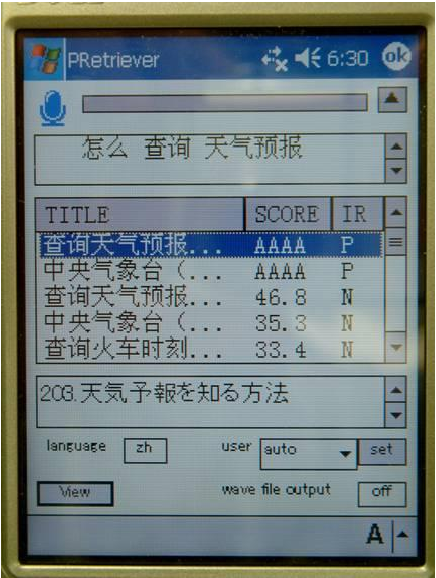 PRetriever 6:30 ok
怎么 查询 天气预报
TITLE SCORE IR
查询天气预报... AAAA P
中央气象台（... AAAA P
查询天气预报... 46.8 N
中央气象台（... 35.3 N
查询火车时刻... 33.4 N
203.天気予報を知る方法
language zh user auto set
View wave file output off
A